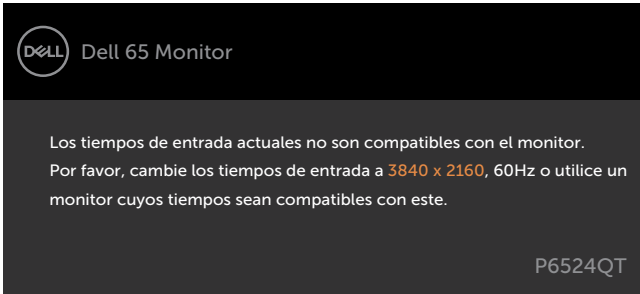 DELL
Dell 65 Monitor
Los tiempos de entrada actuales no son compatibles con el monitor.
Por favor, cambie los tiempos de entrada a 3840 x 2160, 60Hz o utilice un
monitor cuyos tiempos sean compatibles con este.
P6524QT